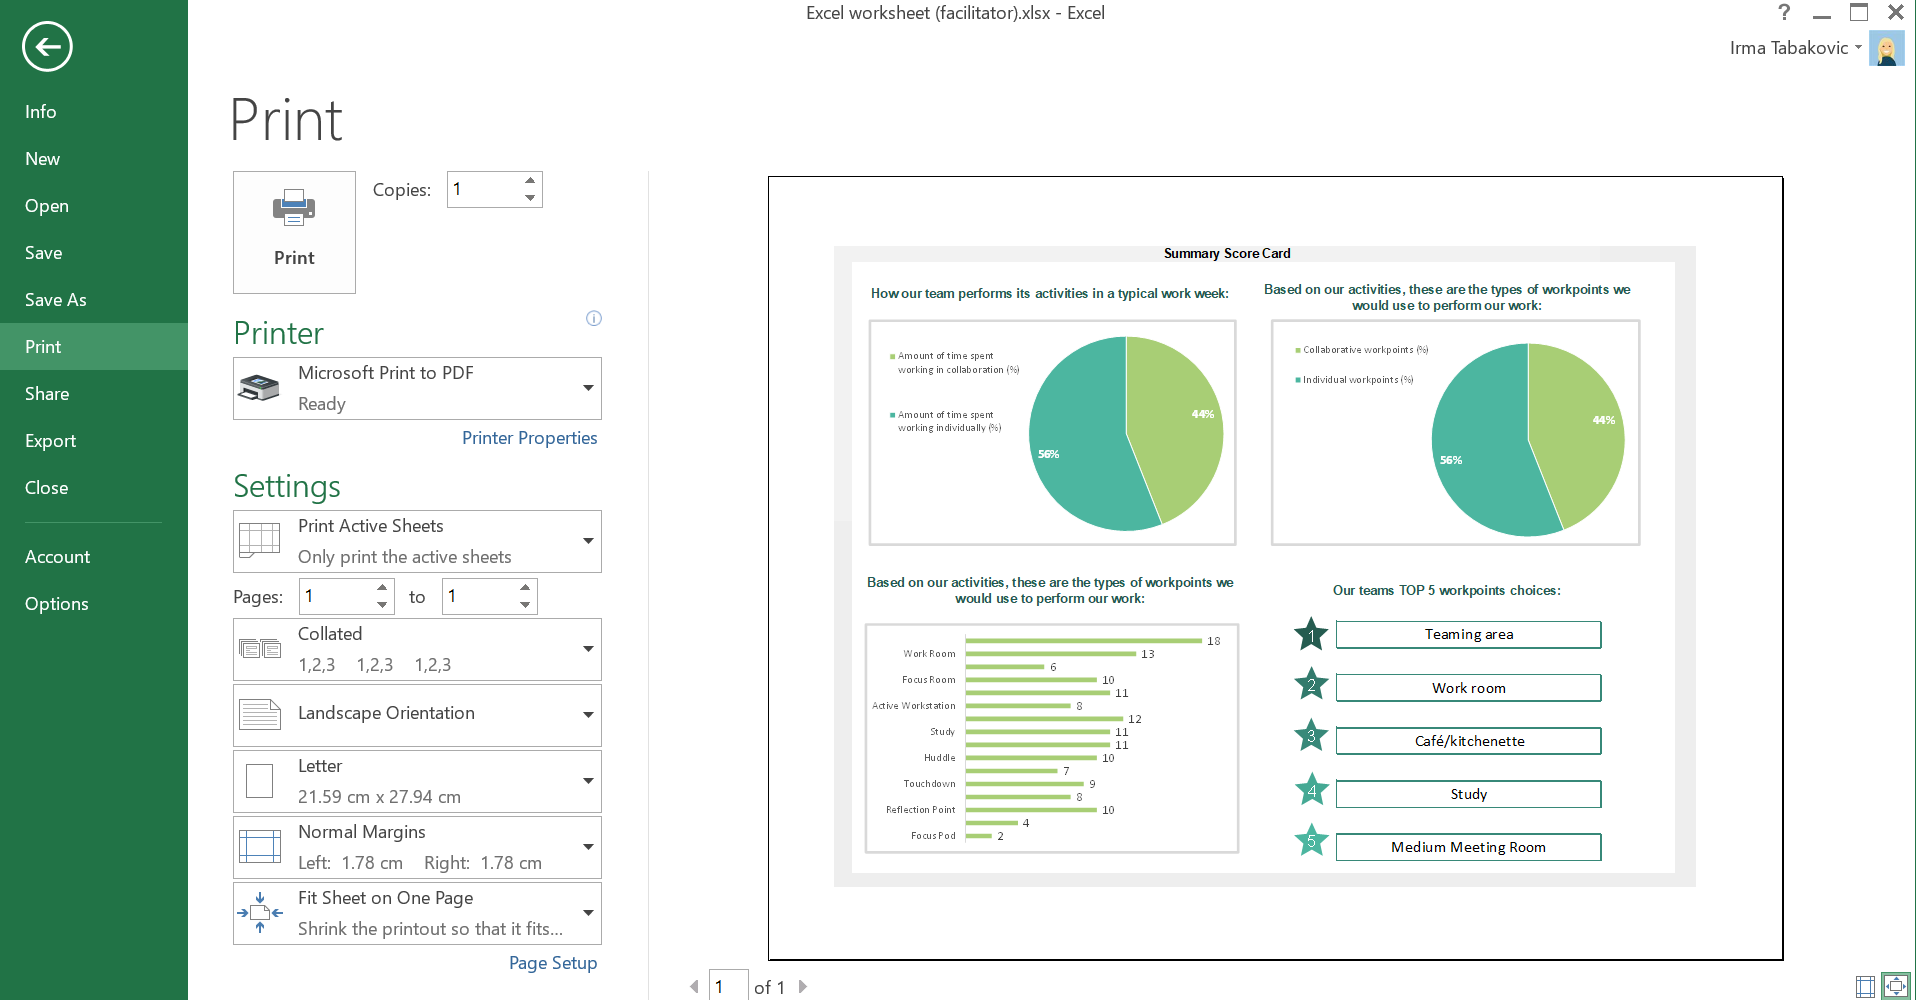 Excel worksheet (facilitator).xlsx - Excel
?
Irma Tabakovic
Info
New
Open
Save
Save As
Print
Share
Export
Close
Account
Options
Print
Print
Copies: 1
Printer
Microsoft Print to PDF
Ready
Printer Properties
Settings
Print Active Sheets
Only print the active sheets
Pages: 1 to 1
Collated
1,2,3 1,2,3 1,2,3
Landscape Orientation
Letter
21.59 cm x 27.94 cm
Normal Margins
Left: 1.78 cm Right: 1.78 cm
Fit Sheet on One Page
Shrink the printout so that it fits...
Page Setup
Summary Score Card
How our team performs its activities in a typical work week:
Amount of time spent
working in collaboration (%)
Amount of time spent
working individually (%)
44%
56%
Based on our activities, these are the types of workpoints we
would use to perform our work:
Collaborative workpoints (%)
Individual workpoints (%)
44%
56%
Based on our activities, these are the types of workpoints we
would use to perform our work:
18
Work Room 13
6
Focus Room 10
11
Active Workstation 8
12
Study 11
11
Huddle 10
7
Touchdown 9
8
Reflection Point 10
4
Focus Pod 2
Our teams TOP 5 workpoints choices:
1 Teaming area
2 Work room
3 Café/kitchenette
4 Study
5 Medium Meeting Room
1 of 1